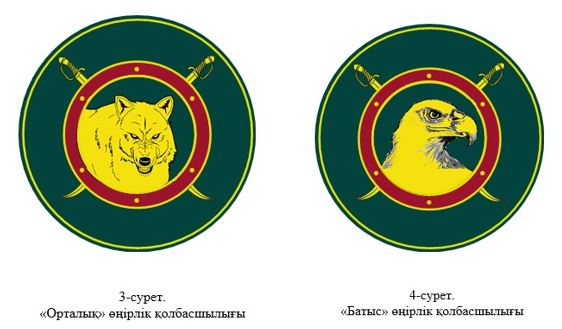 3-сурет.
«Орталық» өңірлік қолбасшылығы
4-сурет.
«Батыс» өңірлік қолбасшылығы